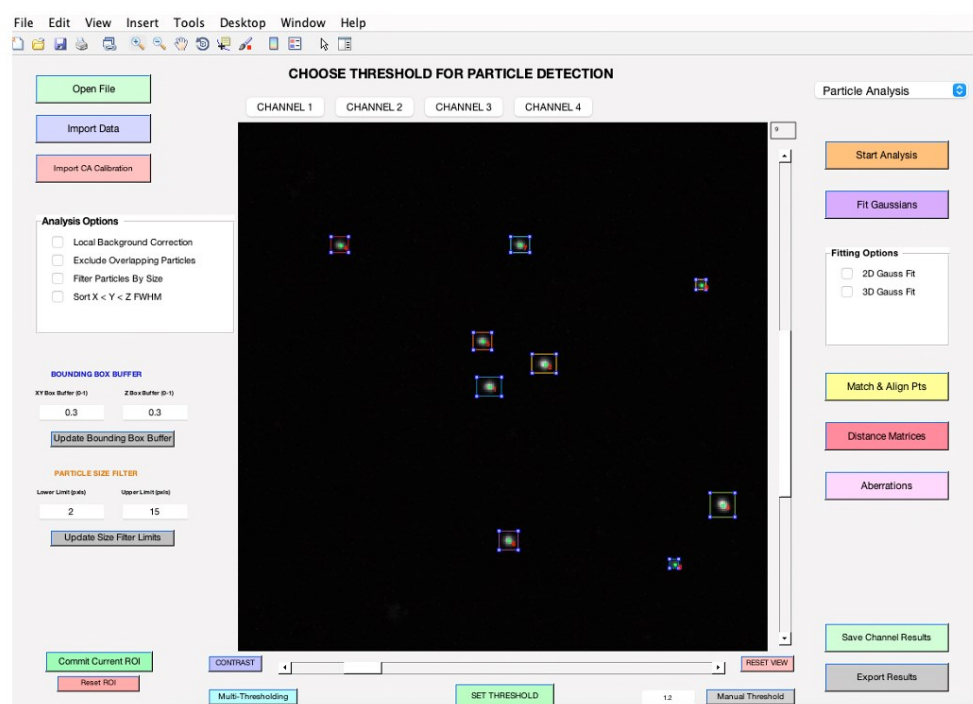 File Edit View Insert Tools Desktop Window Help
CHOOSE THRESHOLD FOR PARTICLE DETECTION
Open File
Import Data
Import CA Calibration
CHANNEL 1 CHANNEL 2 CHANNEL 3 CHANNEL 4
Particle Analysis
9
Start Analysis
Fit Gaussians
Analysis Options
Local Background Correction
Exclude Overlapping Particles
Filter Particles By Size
Sort X < Y < Z FWHM
Fitting Options
2D Gauss Fit
3D Gauss Fit
BOUNDING BOX BUFFER
XY Box Buffer (0-1) Z Box Buffer (0-1)
0.3 0.3
Update Bounding Box Buffer
PARTICLE SIZE FILTER
Lower Limit (pxls) Upper Limit (pxls)
2 15
Update Size Filter Limits
Match & Align Pts
Distance Matrices
Aberrations
Commit Current ROI
Reset ROI
CONTRAST
RESET VIEW
Multi-Thresholding
SET THRESHOLD
1.2
Manual Threshold
Save Channel Results
Export Results